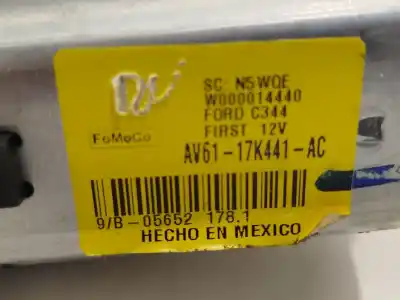 SC N5WQE
W000014440
FORD C344
FIRST 12V
FoMoCo
AV61-17K441-AC
9/B-05652 178.1
HECHO EN MEXICO